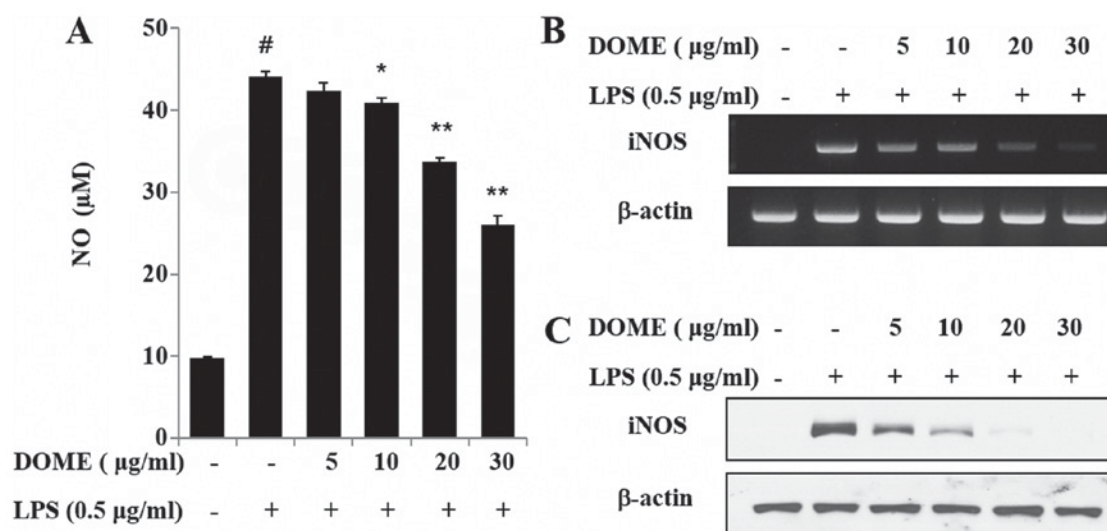 A
50
40
30
20
10
0
NO (µM)
#
*
**
**
DOME ( µg/ml) - - 5 10 20 30
LPS (0.5 µg/ml) - + + + + +
B
DOME ( µg/ml) - - 5 10 20 30
LPS (0.5 µg/ml) - + + + + +
iNOS
β-actin
C
DOME ( µg/ml) - - 5 10 20 30
LPS (0.5 µg/ml) - + + + + +
iNOS
β-actin